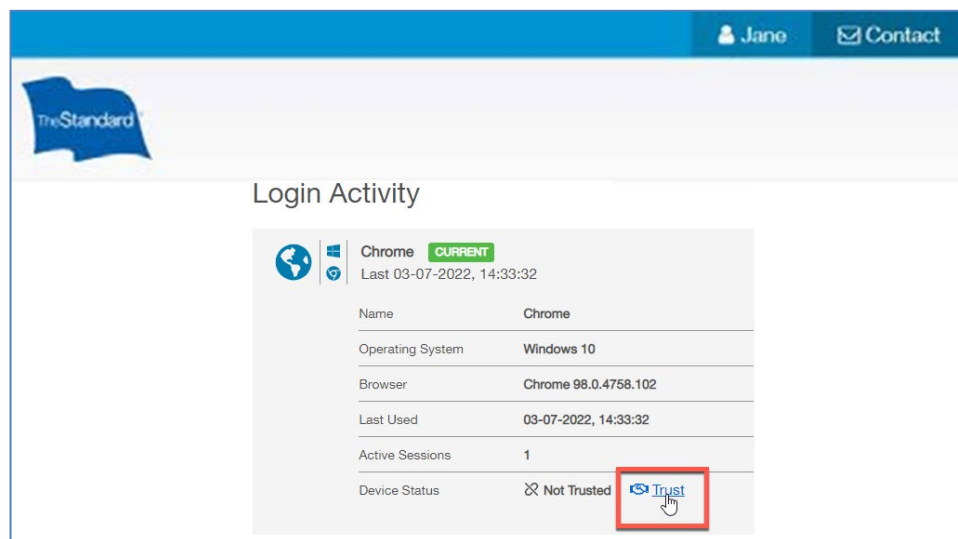 Jane Contact
TheStandard
Login Activity
Chrome CURRENT
Last 03-07-2022, 14:33:32
Name Chrome
Operating System Windows 10
Browser Chrome 98.0.4758.102
Last Used 03-07-2022, 14:33:32
Active Sessions 1
Device Status Not Trusted Trust